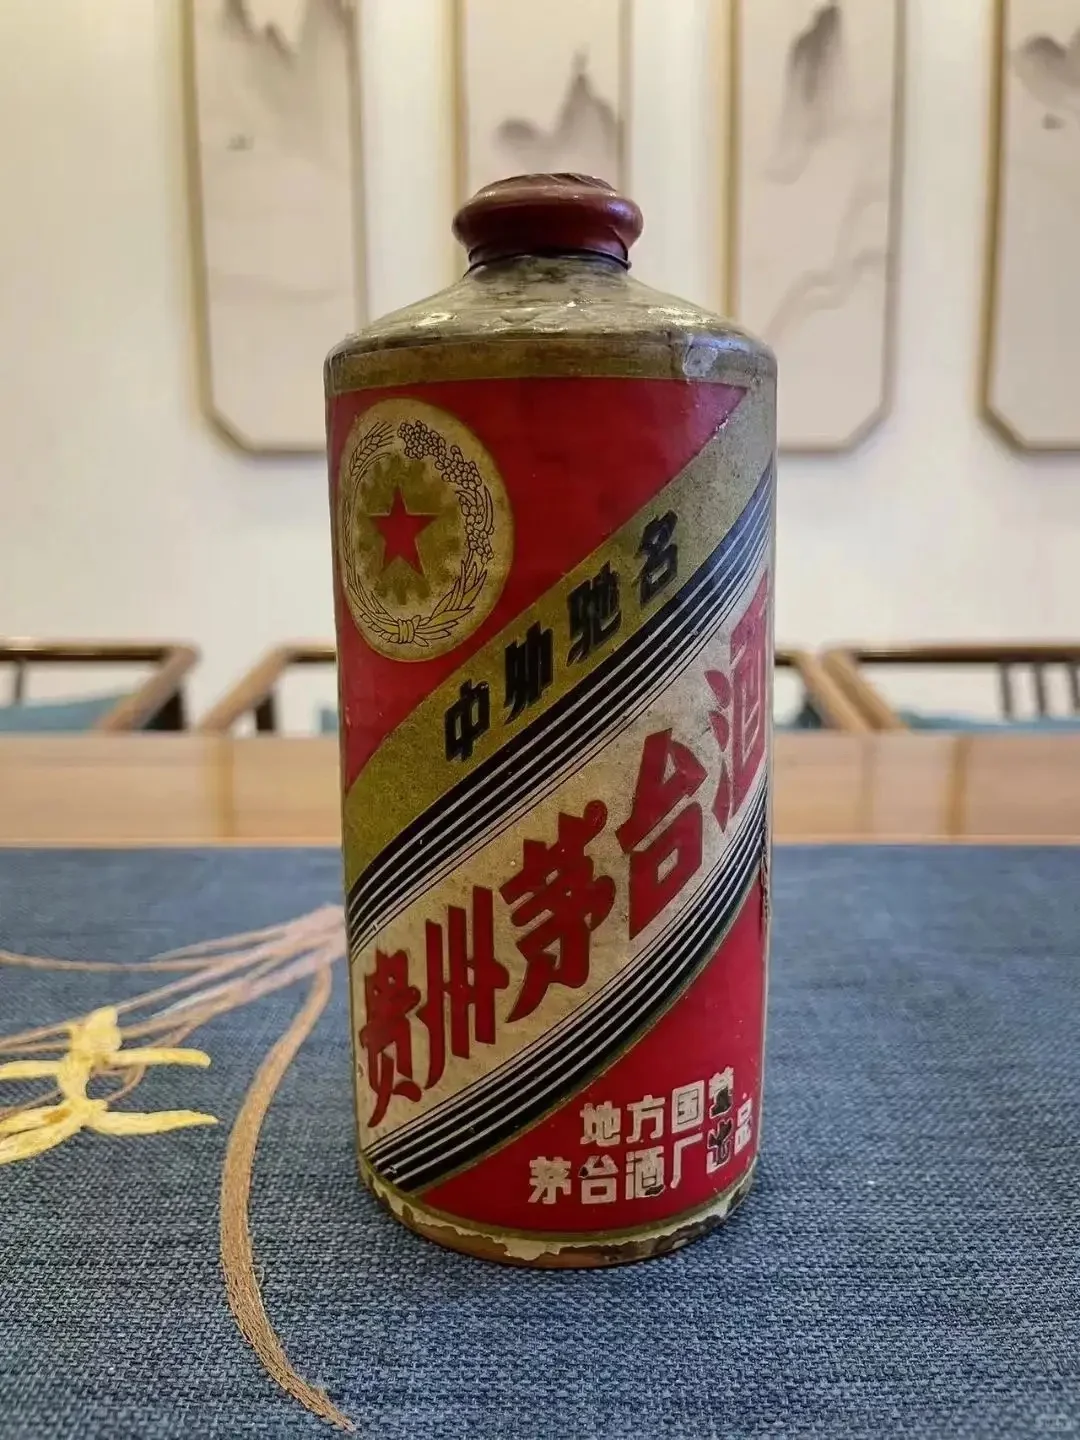 中外驰名
贵州茅台酒
地方国营
茅台酒厂出品